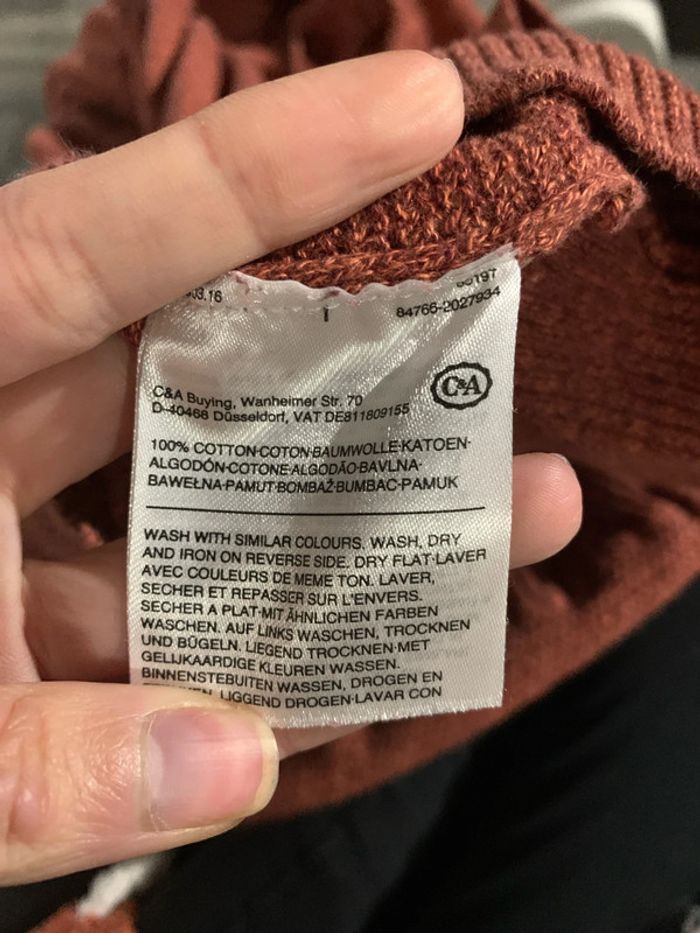 84766-2027934
C&A
C&A Buying, Wanheimer Str. 70
D-40468 Düsseldorf, VAT DE811809155
100% COTTON·COTON·BAUMWOLLE·KATOEN·
ALGODÓN·COTONE·ALGODÃO·BAVLNA·
BAWEŁNA·PAMUT·BOMBAŽ·BUMBAC·PAMUK
WASH WITH SIMILAR COLOURS. WASH, DRY
AND IRON ON REVERSE SIDE. DRY FLAT·LAVER
AVEC COULEURS DE MEME TON. LAVER,
SECHER ET REPASSER SUR L'ENVERS.
SECHER A PLAT·MIT ÄHNLICHEN FARBEN
WASCHEN. AUF LINKS WASCHEN, TROCKNEN
UND BÜGELN. LIEGEND TROCKNEN·MET
GELIJKAARDIGE KLEUREN WASSEN.
BINNENSTEBUITEN WASSEN, DROGEN EN
LIGGEND DROGEN·LAVAR CON